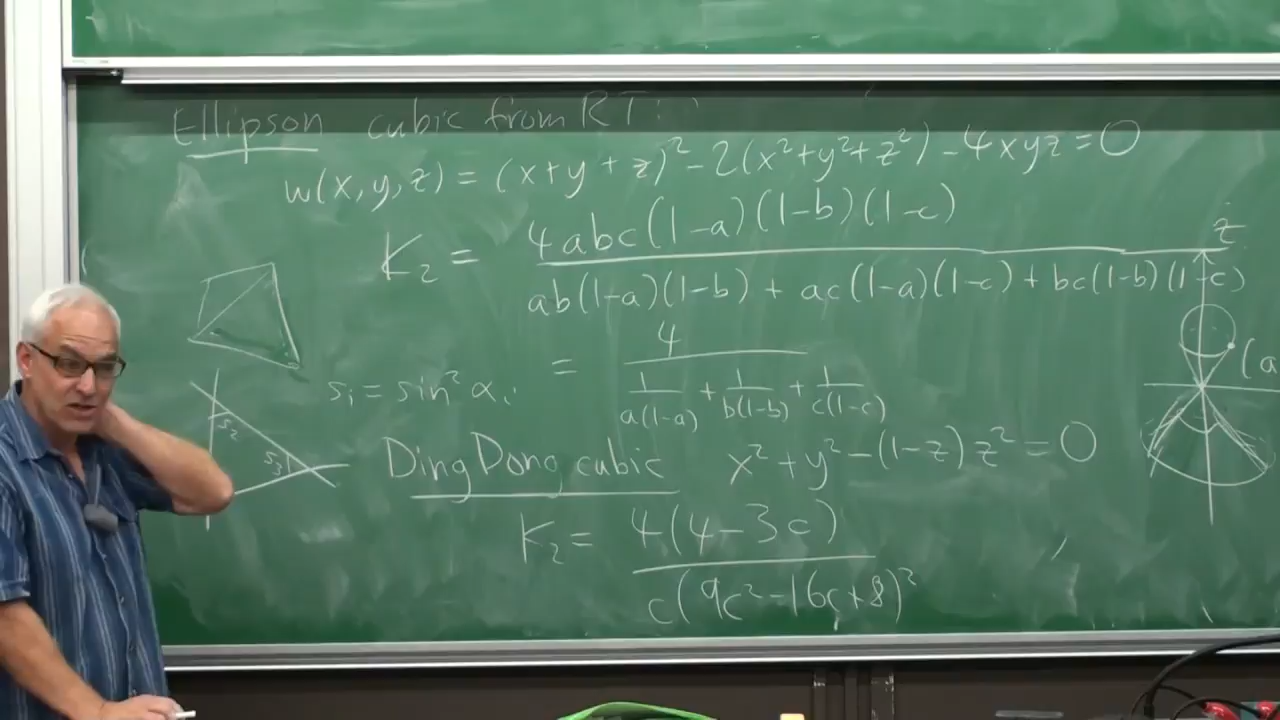 Ellipson cubic from RT:
w(x,y,z) = (x+y+z)² - 2(x²+y²+z²) - 4xyz = 0
K₂ = 4abc(1-a)(1-b)(1-c) / ab(1-a)(1-b) + ac(1-a)(1-c) + bc(1-b)(1-c)
z
= 4 / 1/a(1-a) + 1/b(1-b) + 1/c(1-c)
(a
sᵢ = sin² αᵢ
s₂
s₃
DingDong cubic x² + y² - (1-z)z² = 0
K₂ = 4(4-3c) / c(9c²-16c+8)²